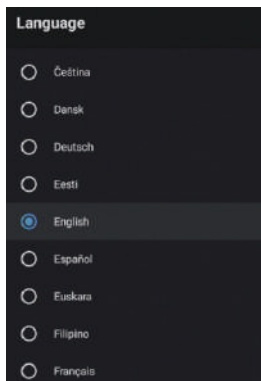 Language
Čeština
Dansk
Deutsch
Eesti
English
Español
Euskara
Filipino
Français